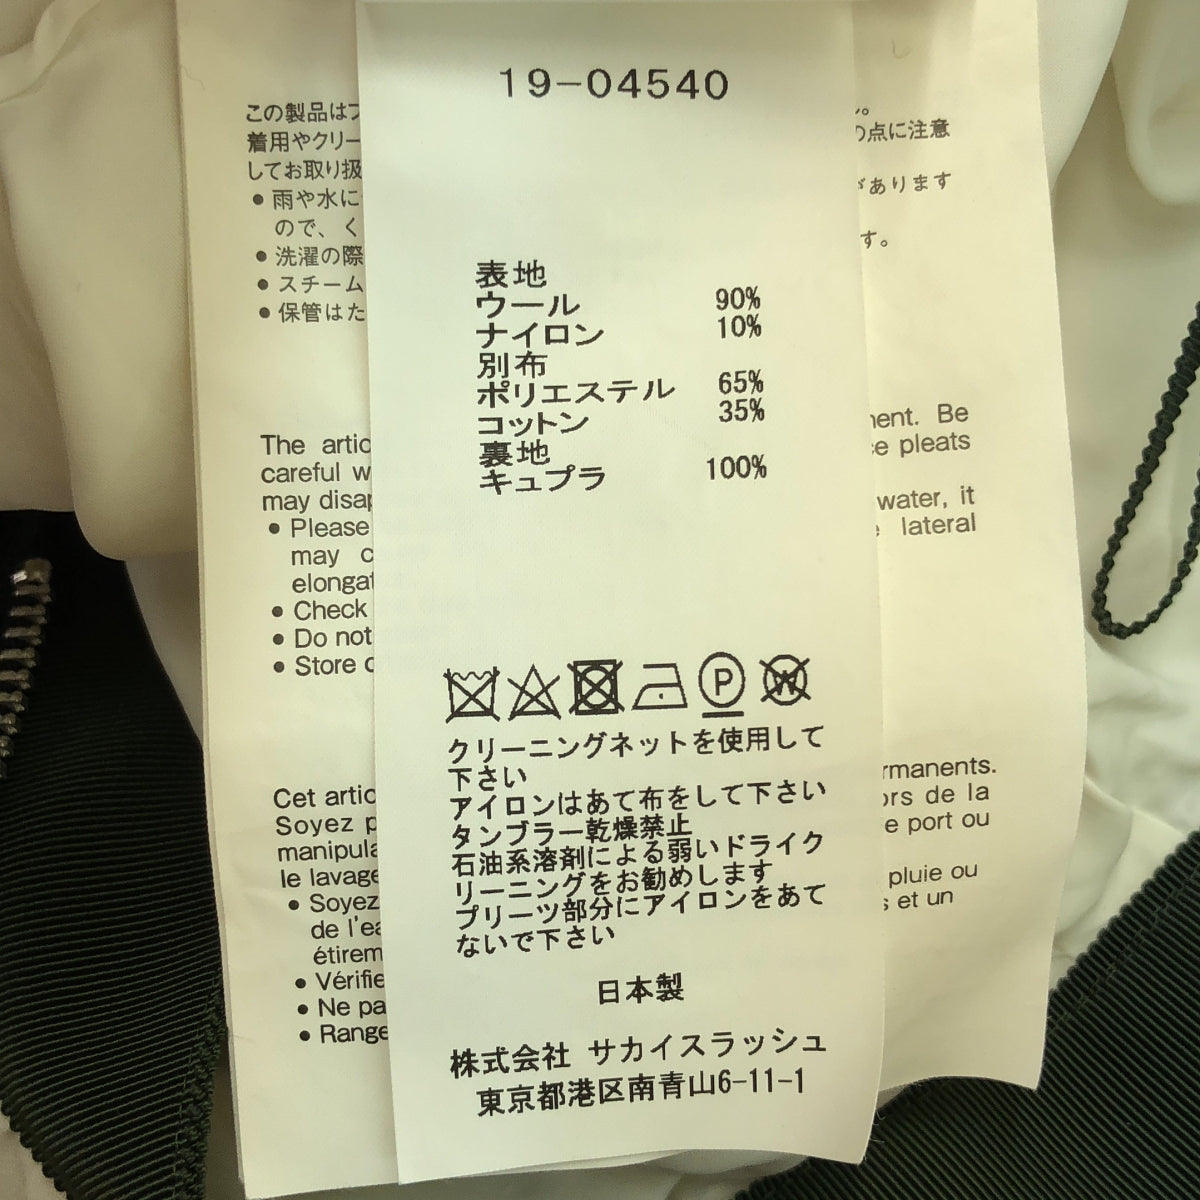 19-04540
表地
ウール 90%
ナイロン 10%
別布
ポリエステル 65%
コットン 35%
裏地
キュプラ 100%
P
W
クリーニングネットを使用して
下さい
アイロンはあて布をして下さい
タンブラー乾燥禁止
石油系溶剤による弱いドライク
リーニングをお勧めします
プリーツ部分にアイロンをあて
ないで下さい
日本製
株式会社 サカイスラッシュ
東京都港区南青山6-11-1
この製品は
着用やクリー の点に注意
してお取り扱
があります
● 雨や水に
ので、く す。
● 洗濯の際
● スチーム
● 保管はた
The artic ent. Be
careful w pleats
may disap
● Please water, it
may c lateral
elongat
● Check
● Do not
● Store
Cet artic rmanents.
Soyez p ors de la
manipula e port ou
le lavage
● Soyez pluie ou
de l'ea s et un
étirem
● Vérifie
● Ne pa
● Range